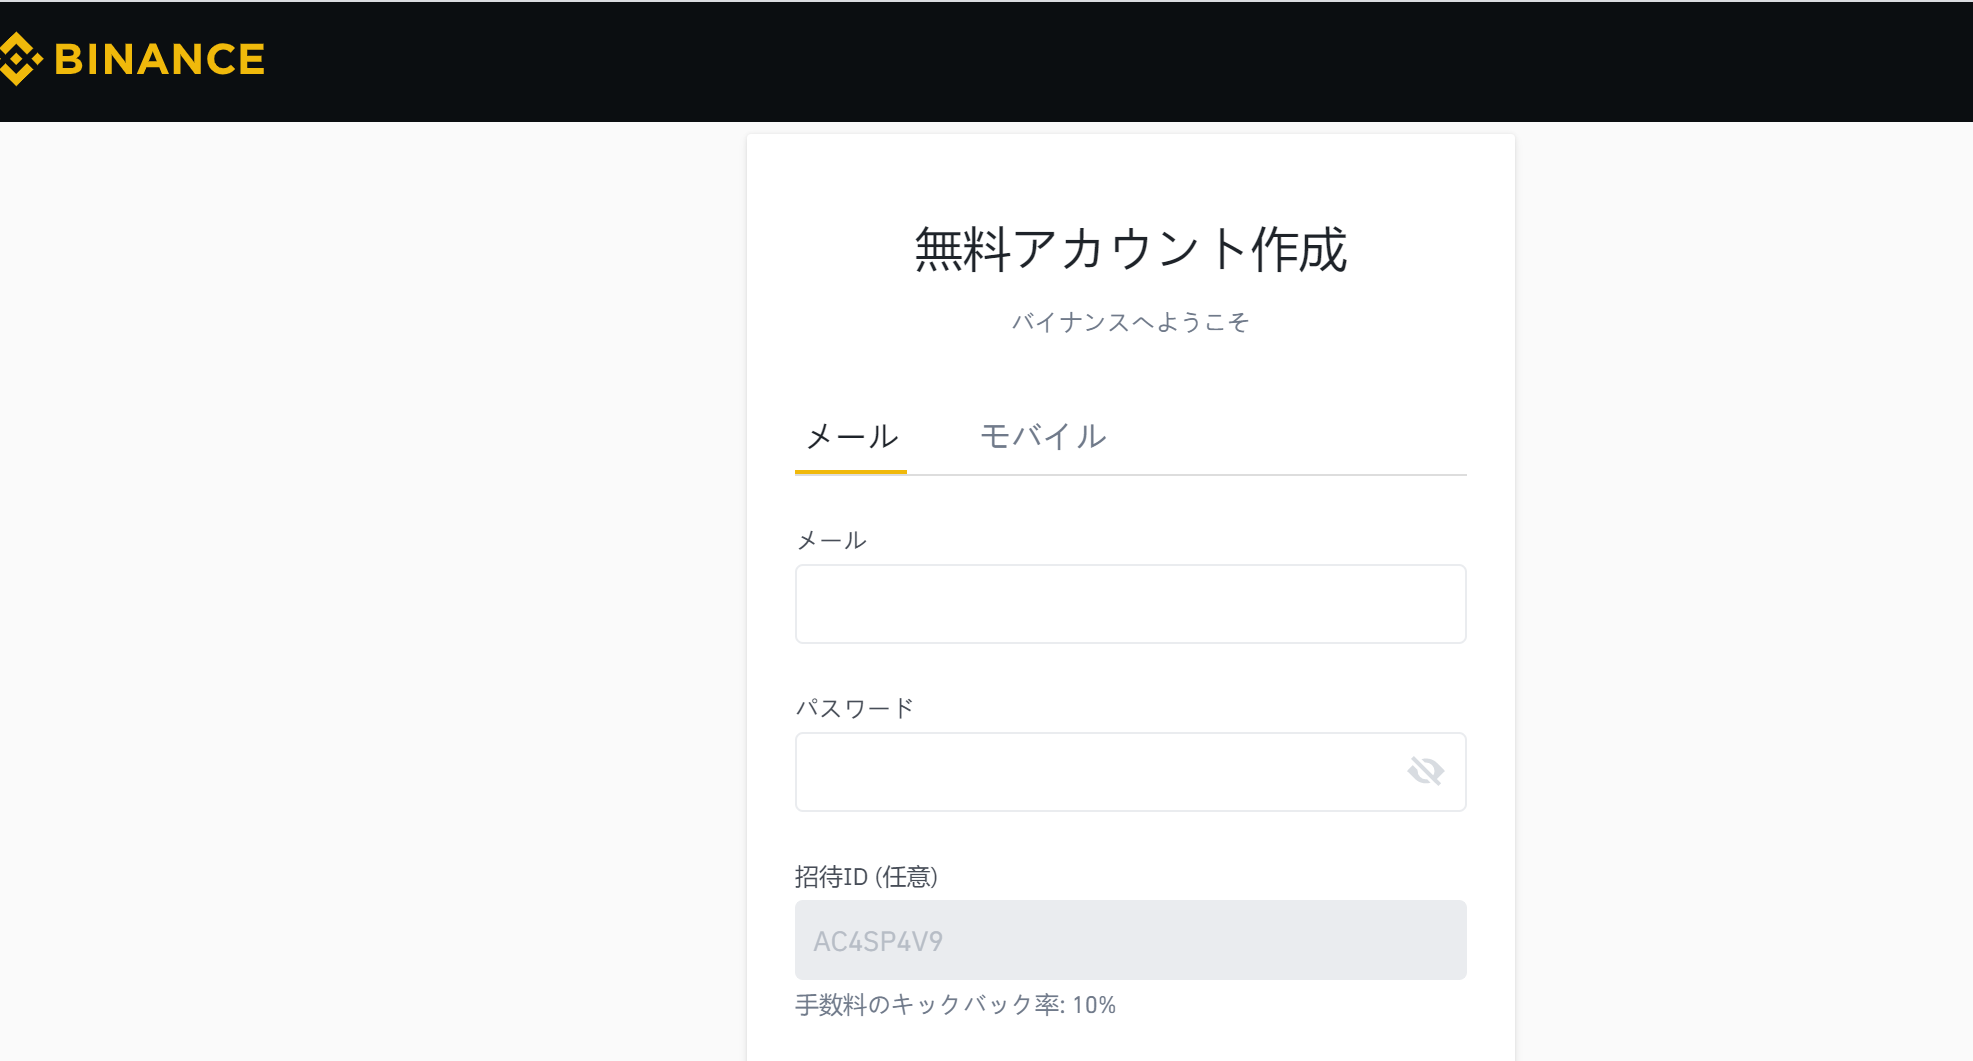 BINANCE
無料アカウント作成
バイナンスへようこそ
メール モバイル
メール
パスワード
招待ID (任意)
AC4SP4V9
手数料のキックバック率: 10%